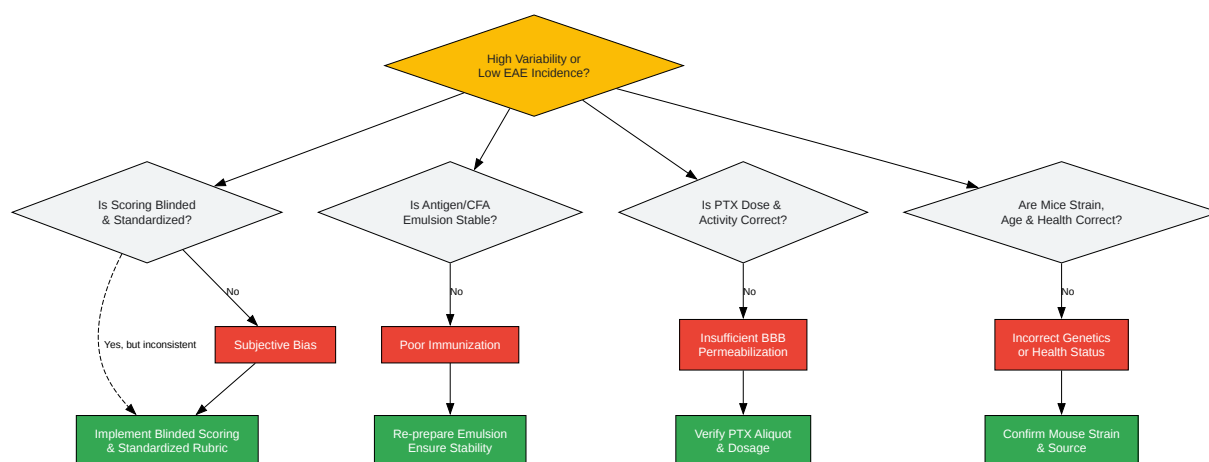 High Variability or
Low EAE Incidence?
Is Scoring Blinded
& Standardized?
Is Antigen/CFA
Emulsion Stable?
Is PTX Dose &
Activity Correct?
Are Mice Strain,
Age & Health Correct?
No
No
No
No
Yes, but inconsistent
Subjective Bias
Poor Immunization
Insufficient BBB
Permeabilization
Incorrect Genetics
or Health Status
Implement Blinded Scoring
& Standardized Rubric
Re-prepare Emulsion
Ensure Stability
Verify PTX Aliquot
& Dosage
Confirm Mouse Strain
& Source